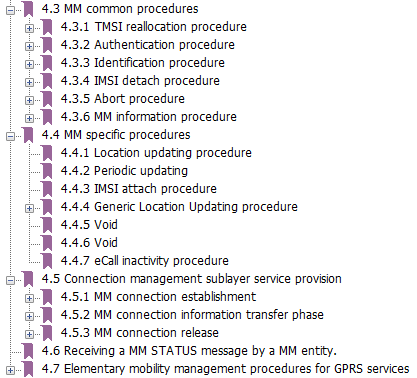 4.3 MM common procedures
4.3.1 TMSI reallocation procedure
4.3.2 Authentication procedure
4.3.3 Identification procedure
4.3.4 IMSI detach procedure
4.3.5 Abort procedure
4.3.6 MM information procedure
4.4 MM specific procedures
4.4.1 Location updating procedure
4.4.2 Periodic updating
4.4.3 IMSI attach procedure
4.4.4 Generic Location Updating procedure
4.4.5 Void
4.4.6 Void
4.4.7 eCall inactivity procedure
4.5 Connection management sublayer service provision
4.5.1 MM connection establishment
4.5.2 MM connection information transfer phase
4.5.3 MM connection release
4.6 Receiving a MM STATUS message by a MM entity.
4.7 Elementary mobility management procedures for GPRS services